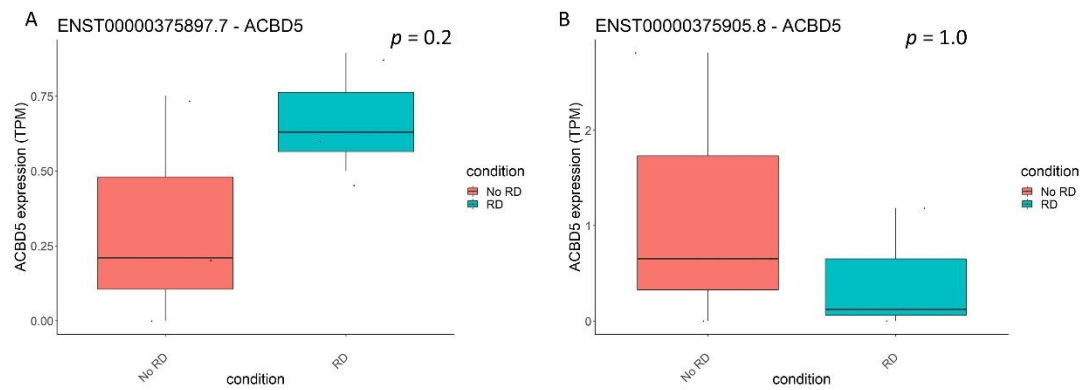 A
ENST00000375897.7 - ACBD5
p = 0.2
ACBD5 expression (TPM)
0.75
0.50
0.25
0.00
No RD
RD
condition
condition
No RD
RD
B
ENST00000375905.8 - ACBD5
p = 1.0
ACBD5 expression (TPM)
2
1
0
No RD
RD
condition
condition
No RD
RD